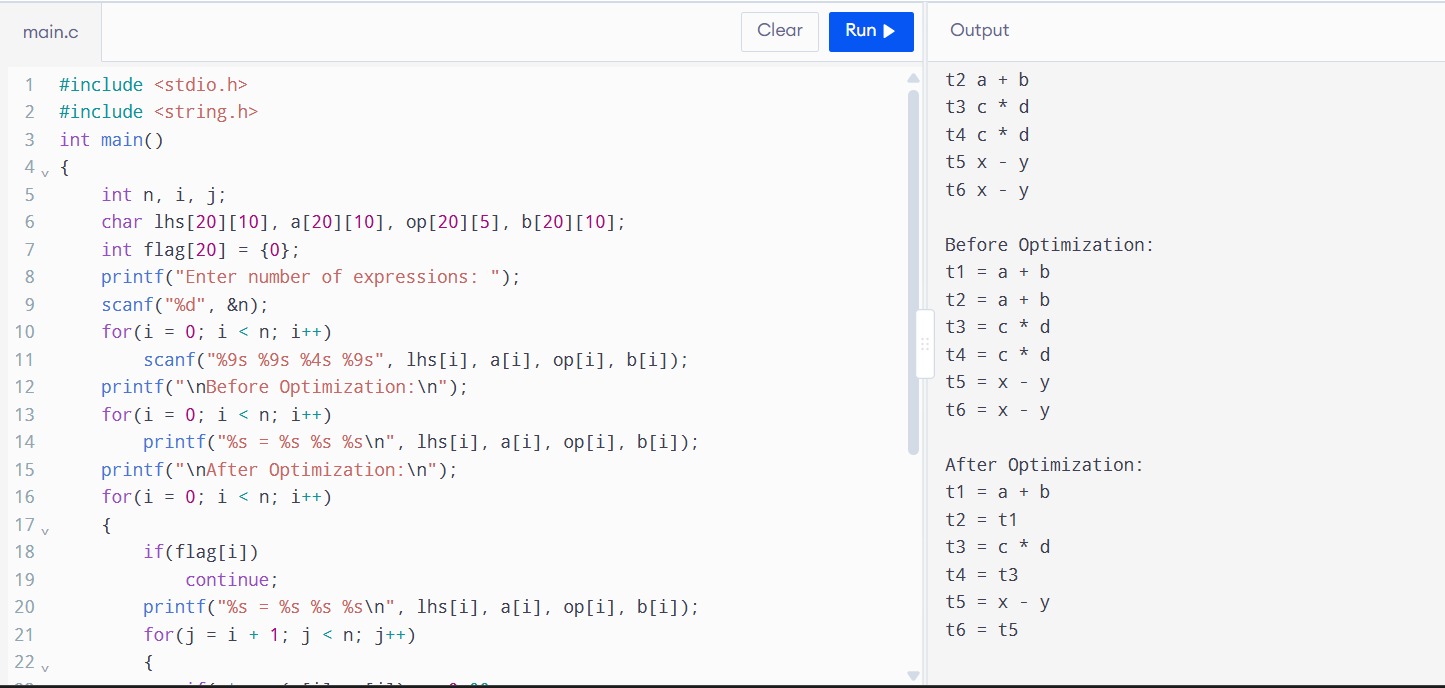 main.c
Clear
Run
Output
1 #include <stdio.h>
2 #include <string.h>
3 int main()
4 {
5 int n, i, j;
6 char lhs[20][10], a[20][10], op[20][5], b[20][10];
7 int flag[20] = {0};
8 printf("Enter number of expressions: ");
9 scanf("%d", &n);
10 for(i = 0; i < n; i++)
11 scanf("%9s %9s %4s %9s", lhs[i], a[i], op[i], b[i]);
12 printf("\nBefore Optimization:\n");
13 for(i = 0; i < n; i++)
14 printf("%s = %s %s %s\n", lhs[i], a[i], op[i], b[i]);
15 printf("\nAfter Optimization:\n");
16 for(i = 0; i < n; i++)
17 {
18 if(flag[i])
19 continue;
20 printf("%s = %s %s %s\n", lhs[i], a[i], op[i], b[i]);
21 for(j = i + 1; j < n; j++)
22 {
t2 a + b
t3 c * d
t4 c * d
t5 x - y
t6 x - y
Before Optimization:
t1 = a + b
t2 = a + b
t3 = c * d
t4 = c * d
t5 = x - y
t6 = x - y
After Optimization:
t1 = a + b
t2 = t1
t3 = c * d
t4 = t3
t5 = x - y
t6 = t5